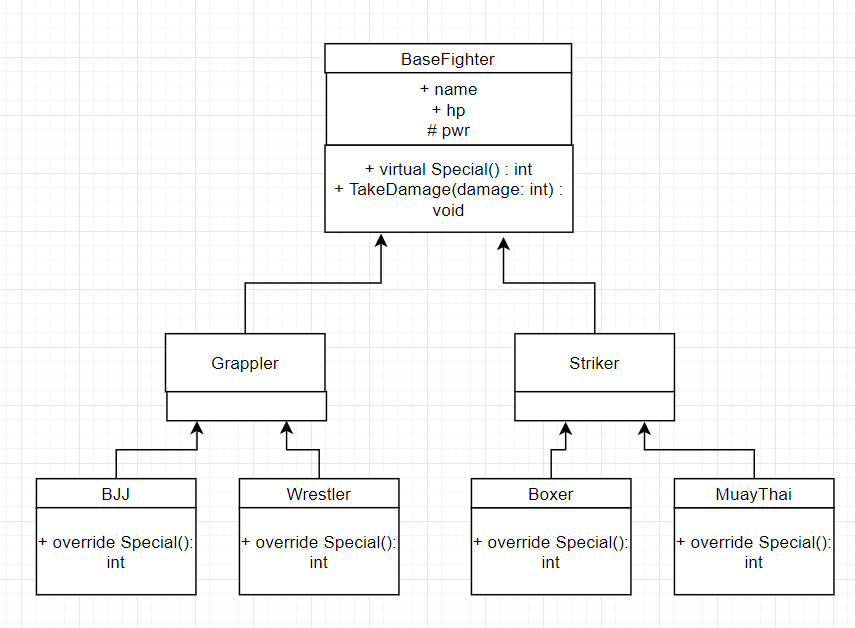 BaseFighter
+ name
+ hp
# pwr
+ virtual Special() : int
+ TakeDamage(damage: int) :
void
Grappler
Striker
BJJ
+ override Special():
int
Wrestler
+ override Special():
int
Boxer
+ override Special():
int
MuayThai
+ override Special():
int